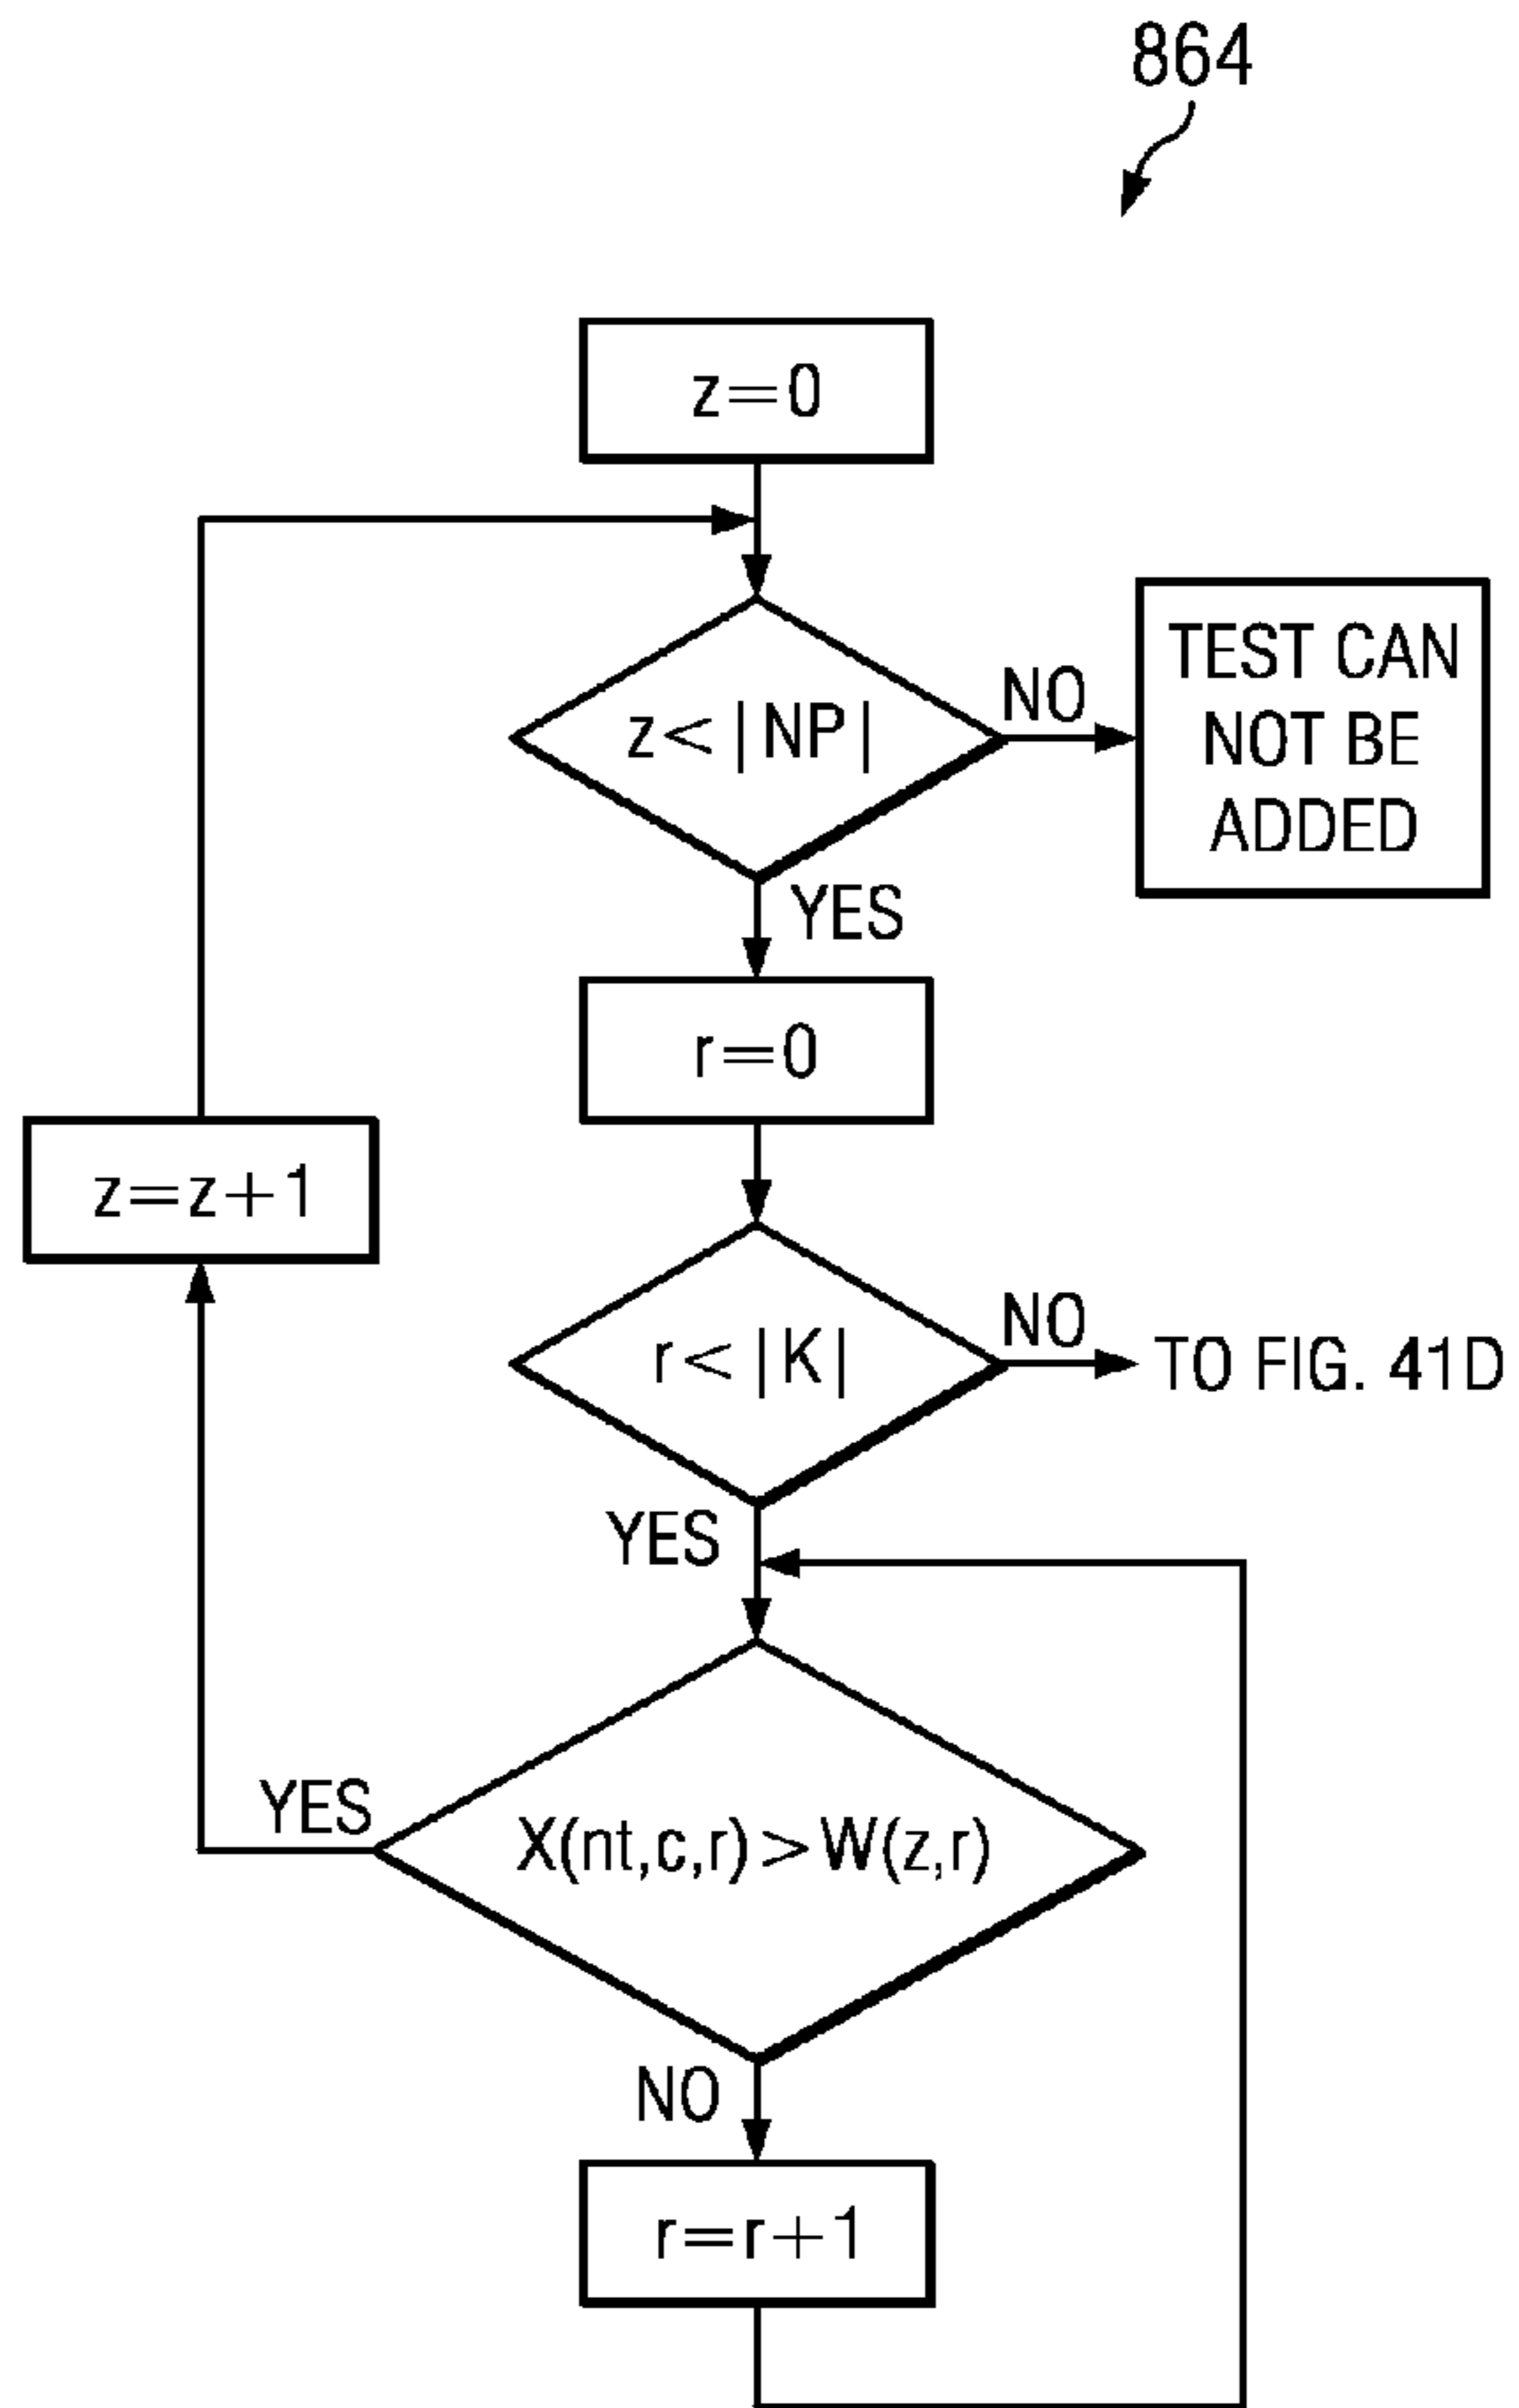 864
z=0
z<|NP|
NO
TEST CAN
NOT BE
ADDED
YES
r=0
z=z+1
r<|K|
NO
TO FIG. 41D
YES
YES
X(nt,c,r)>W(z,r)
NO
r=r+1